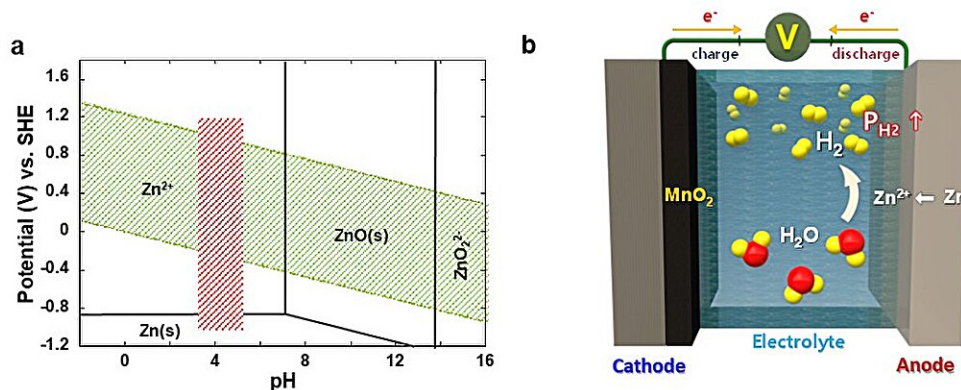 a
Potential (V) vs. SHE
1.6
1.2
0.8
0.4
0
-0.4
-0.8
-1.2
Zn2+
ZnO(s)
ZnO₂²⁻
Zn(s)
0
4
8
12
16
pH
b
e-
V
e-
charge
discharge
PH2 ↑
H2
MnO2
Zn2+ ← Zn
H2O
Electrolyte
Cathode
Anode